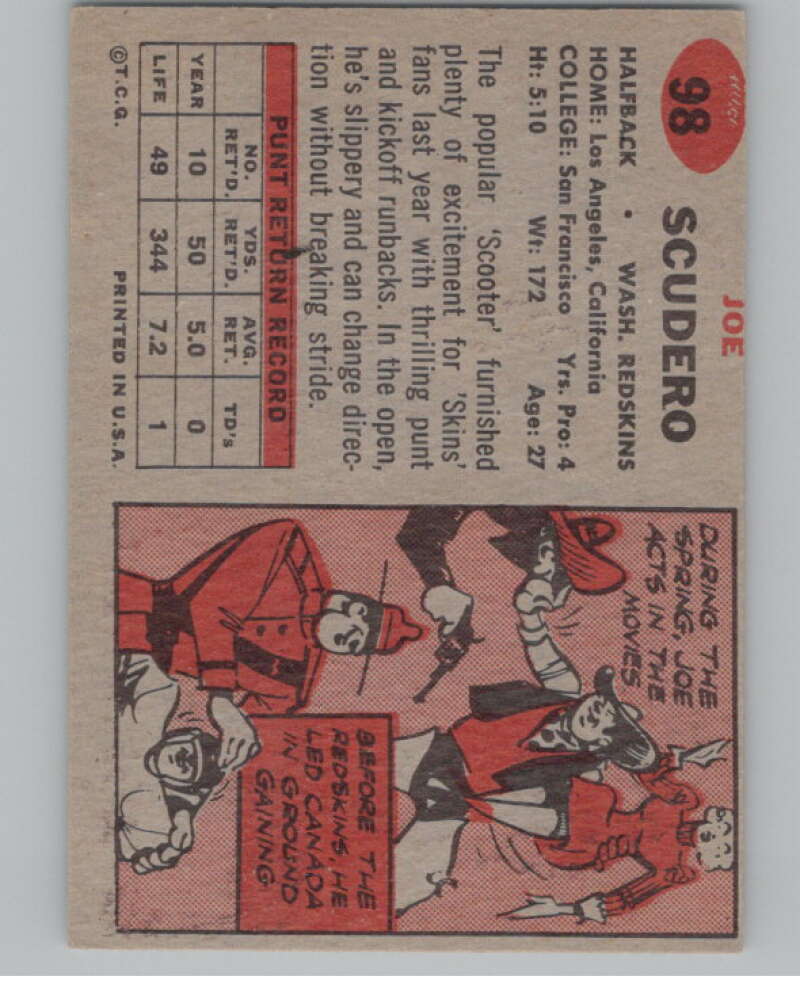 98
JOE
SCUDERO
HALFBACK • WASH. REDSKINS
HOME: Los Angeles, California
COLLEGE: San Francisco Yrs. Pro: 4
Ht: 5:10 Wt: 172 Age: 27
The popular 'Scooter' furnished
plenty of excitement for 'Skins'
fans last year with thrilling punt
and kickoff runbacks. In the open,
he's slippery and can change direc-
tion without breaking stride.
PUNT RETURN RECORD
NO. RET'D. YDS. RET'D. AVG. RET. TD's
YEAR 10 50 5.0 0
LIFE 49 344 7.2 1
©T.C.G. PRINTED IN U.S.A.
DURING THE
SPRING, JOE
ACTS IN THE
MOVIES
BEFORE THE
REDSKINS, HE
LED CANADA
IN GROUND
GAINING